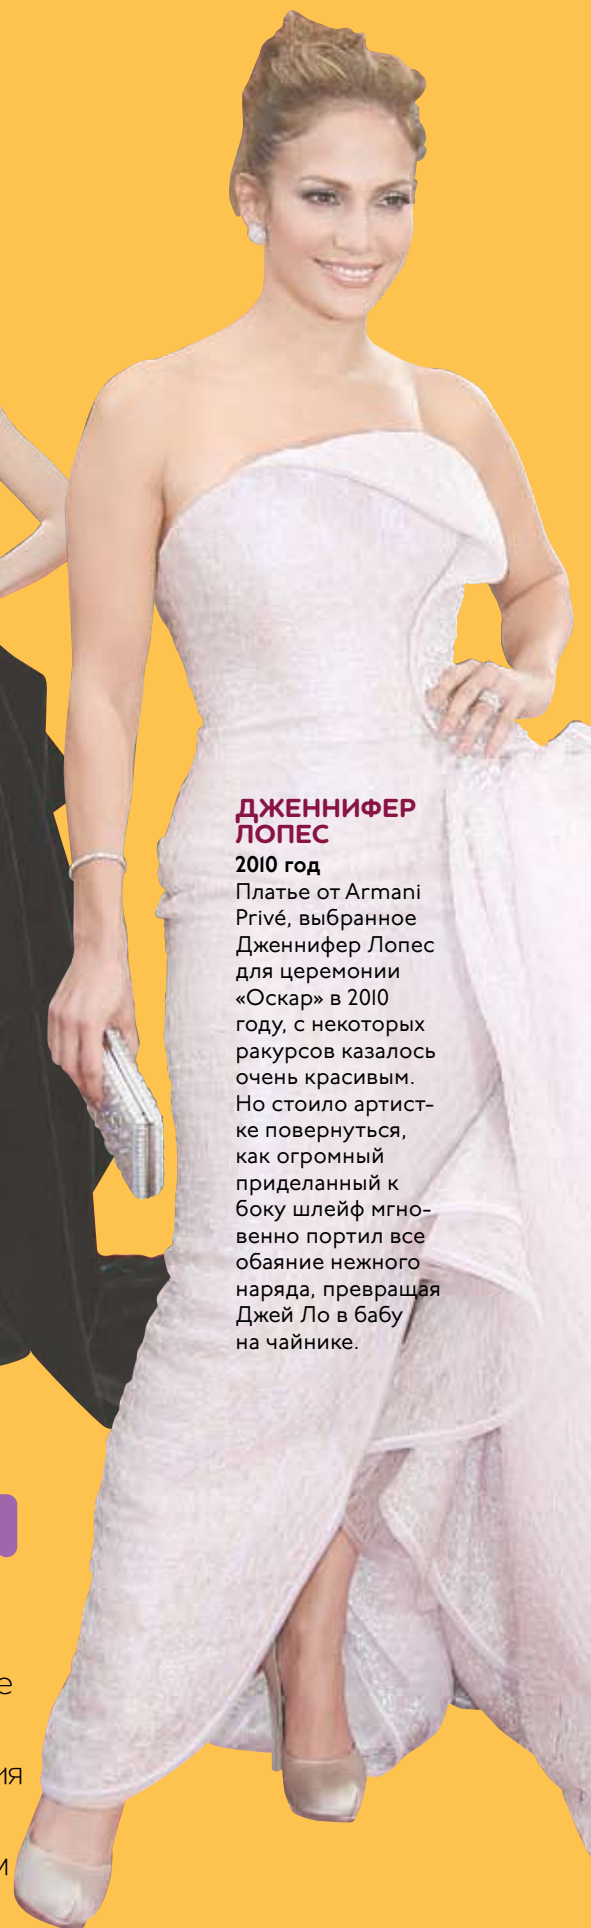 ДЖЕННИФЕР
ЛОПЕС
2010 год
Платье от Armani
Privé, выбранное
Дженнифер Лопес
для церемонии
«Оскар» в 2010
году, с некоторых
ракурсов казалось
очень красивым.
Но стоило артист-
ке повернуться,
как огромный
приделанный к
боку шлейф мгно-
венно портил все
обаяние нежного
наряда, превращая
Джей Ло в бабу
на чайнике.